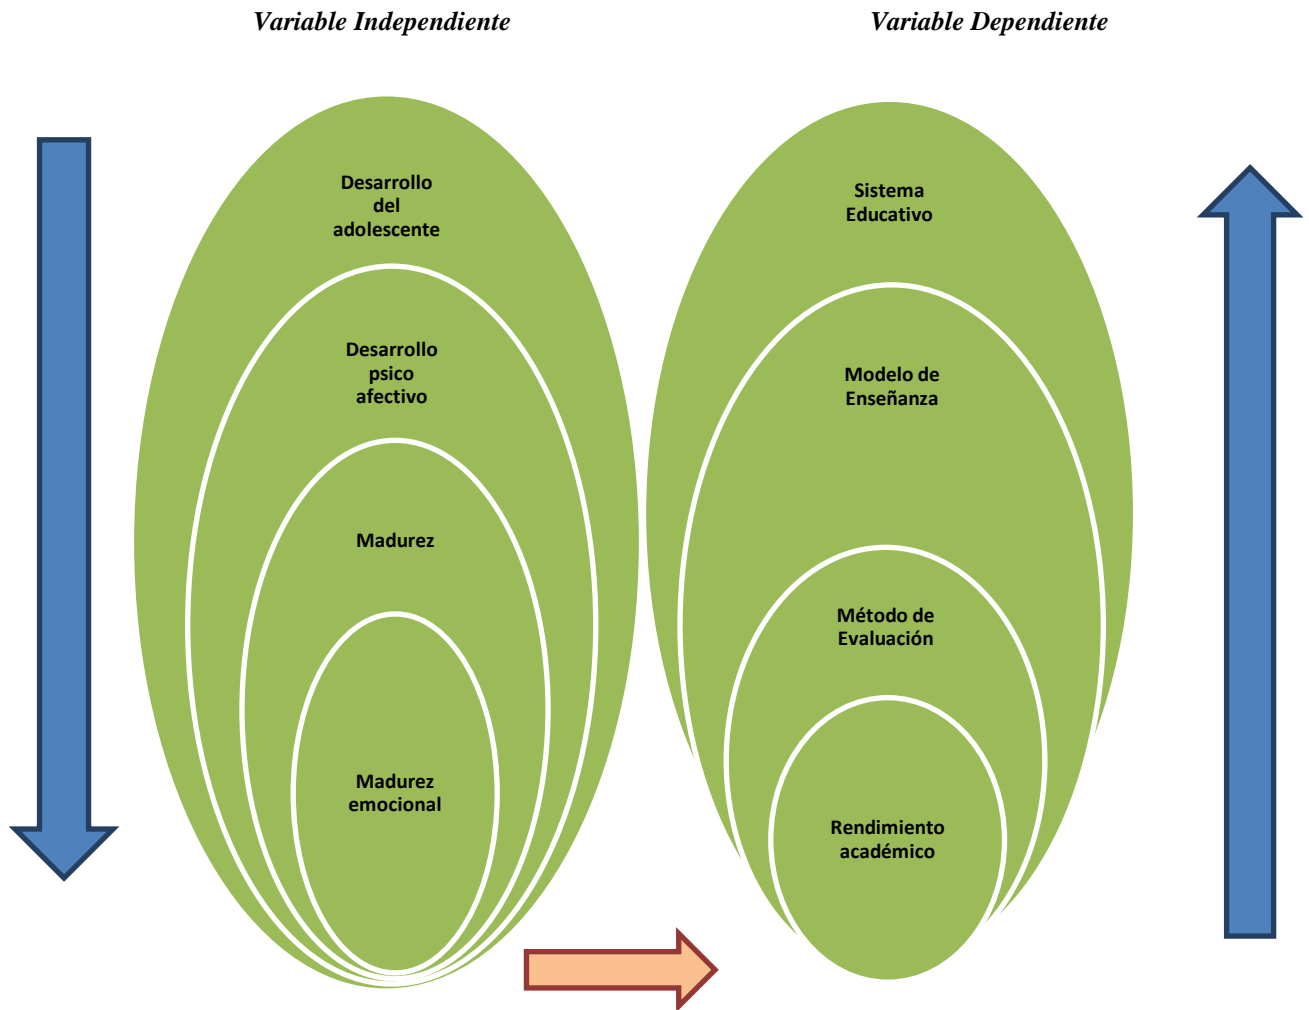 Variable Independiente
Variable Dependiente
Desarrollo
del
adolescente
Desarrollo
psico
afectivo
Madurez
Madurez
emocional
Sistema
Educativo
Modelo de
Enseñanza
Método de
Evaluación
Rendimiento
académico